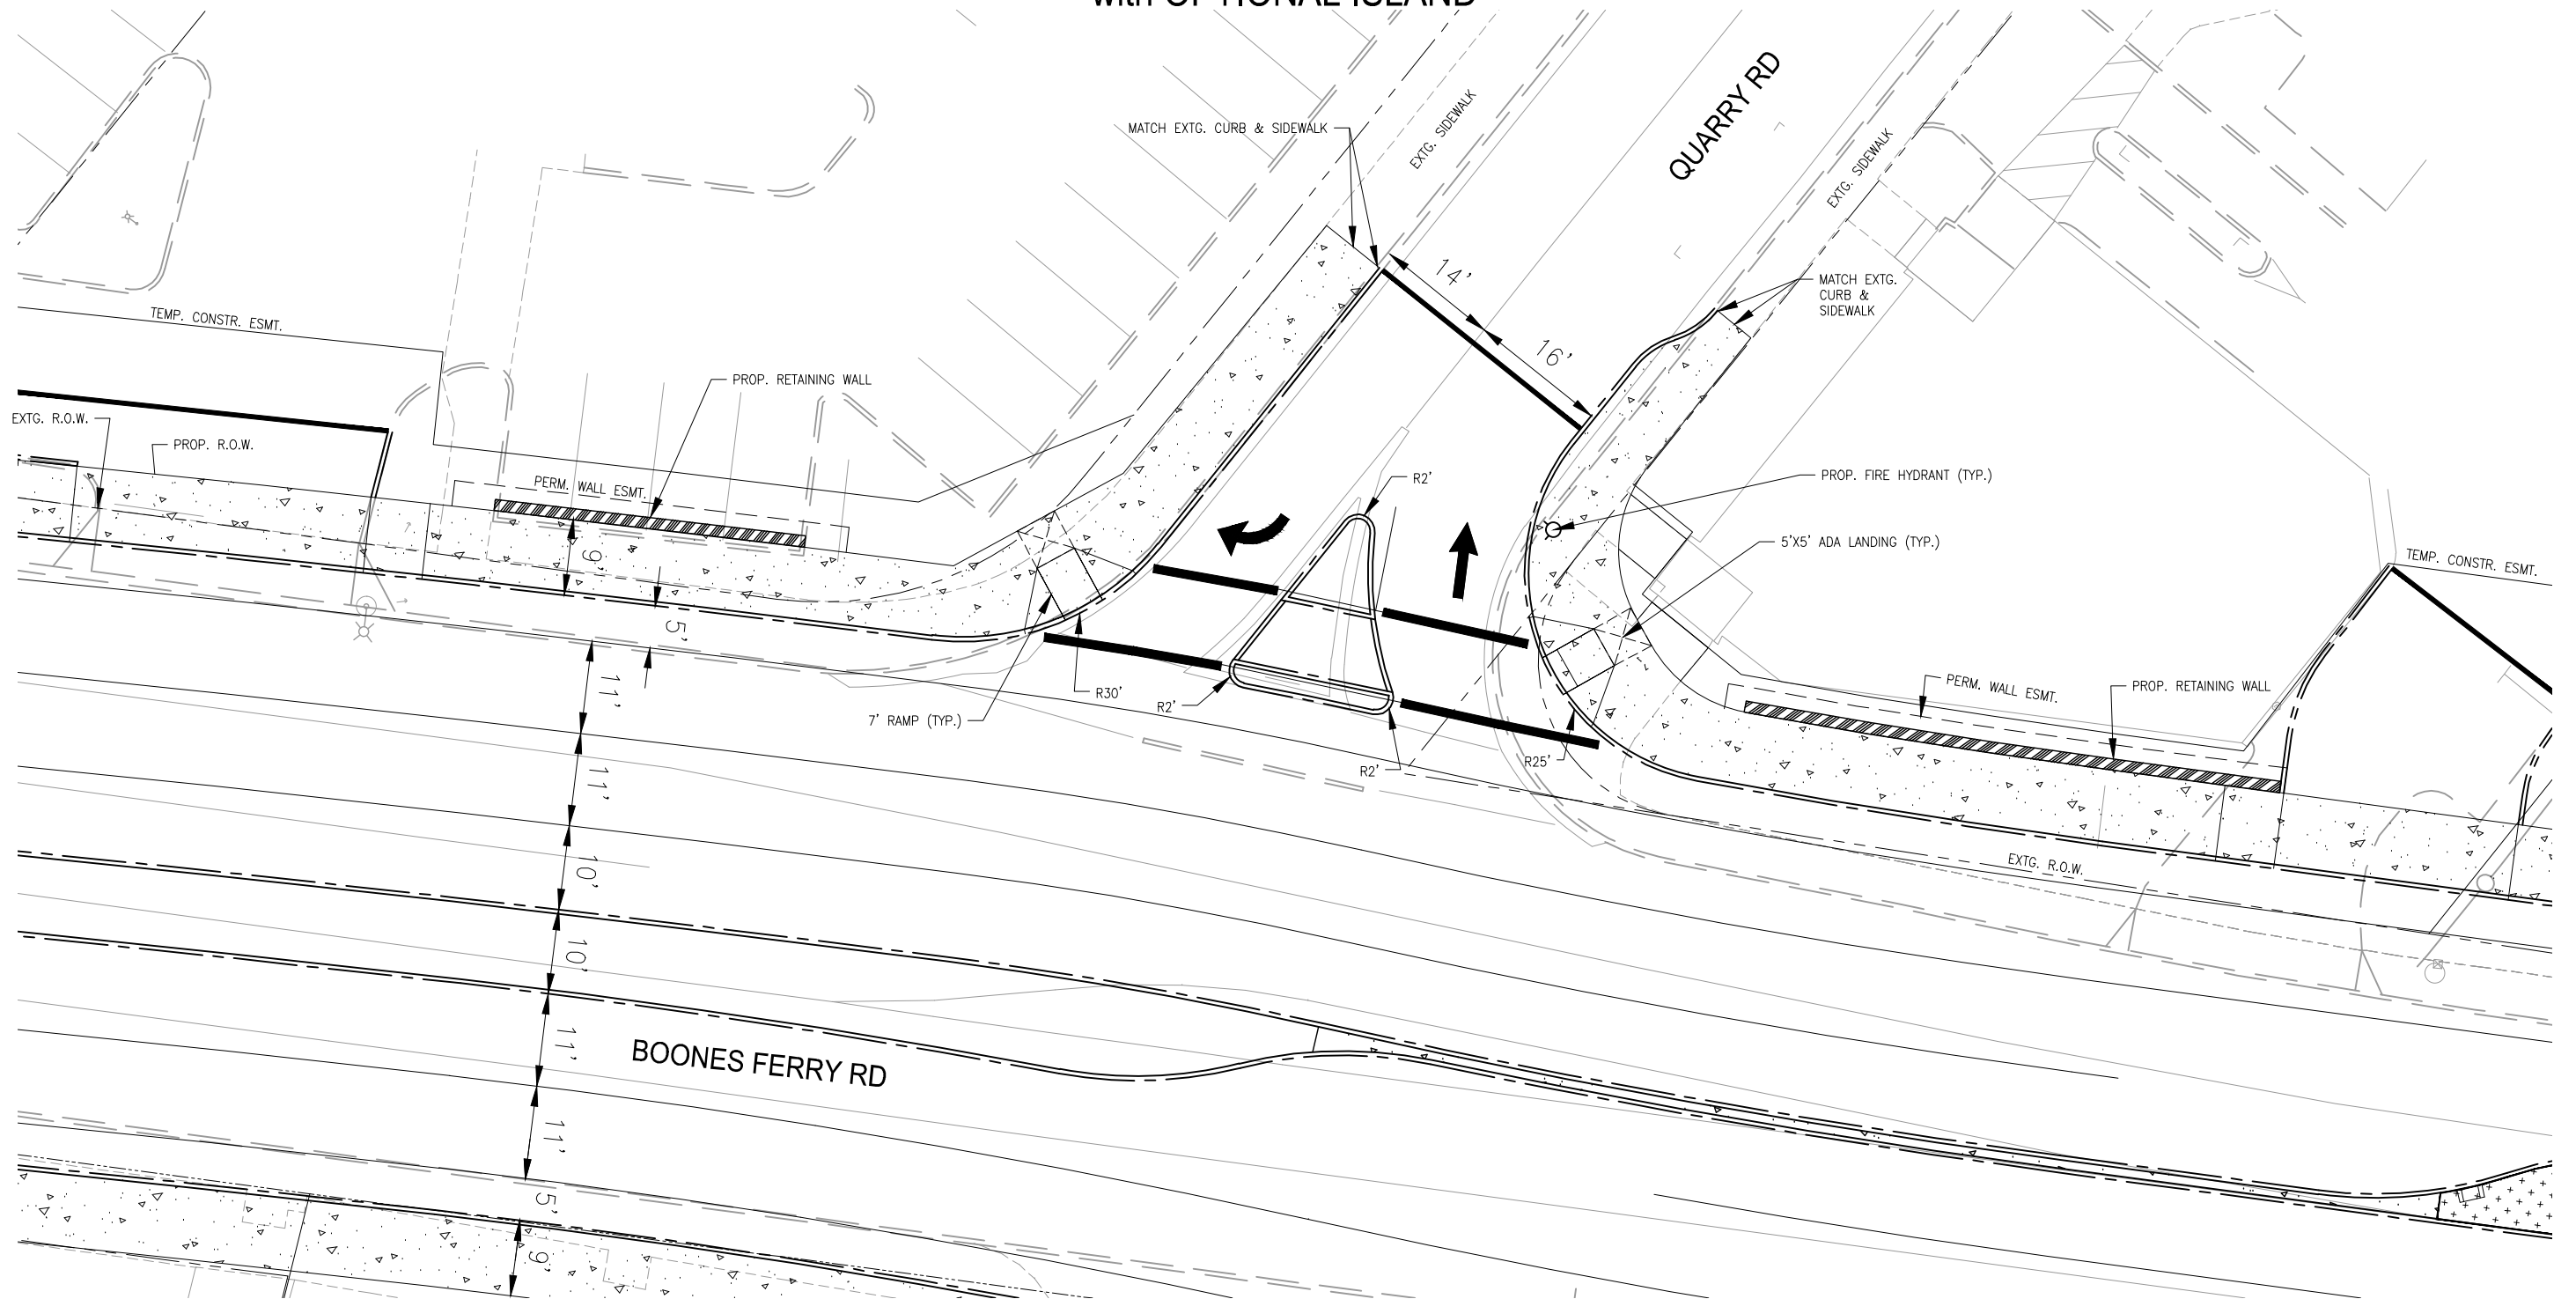 with OPTIONAL ISLAND
QUARRY RD
EXTG. SIDEWALK
MATCH EXTG. CURB & SIDEWALK
EXTG. SIDEWALK
14'
16'
MATCH EXTG.
CURB &
SIDEWALK
TEMP. CONSTR. ESMT.
PROP. RETAINING WALL
EXTG. R.O.W.
PROP. R.O.W.
PERM. WALL ESMT.
R2'
PROP. FIRE HYDRANT (TYP.)
5'X5' ADA LANDING (TYP.)
TEMP. CONSTR. ESMT.
9'
5'
R30'
R2'
7' RAMP (TYP.)
PERM. WALL ESMT.
PROP. RETAINING WALL
R2'
R25'
11'
11'
10'
10'
11'
11'
5'
9'
EXTG. R.O.W.
BOONES FERRY RD